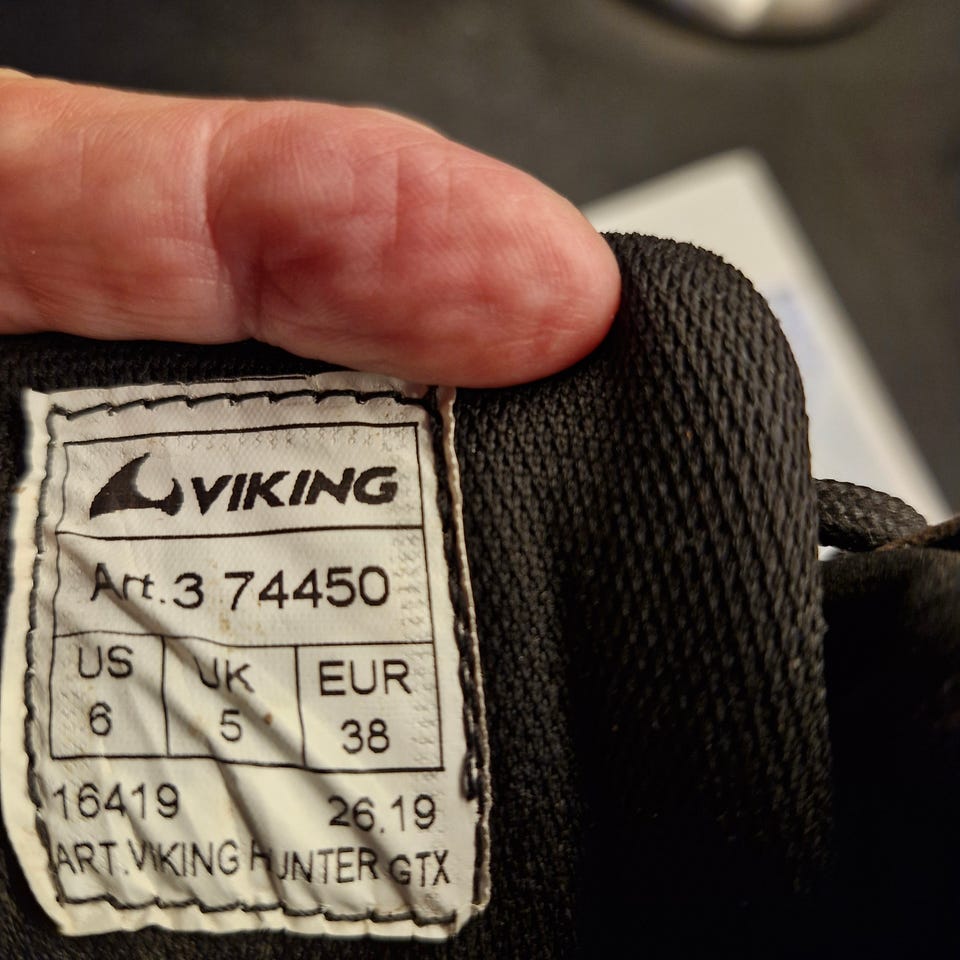 VIKING
Art.3 74450
US UK EUR
6 5 38
16419 26.19
ART.VIKING HUNTER GTX